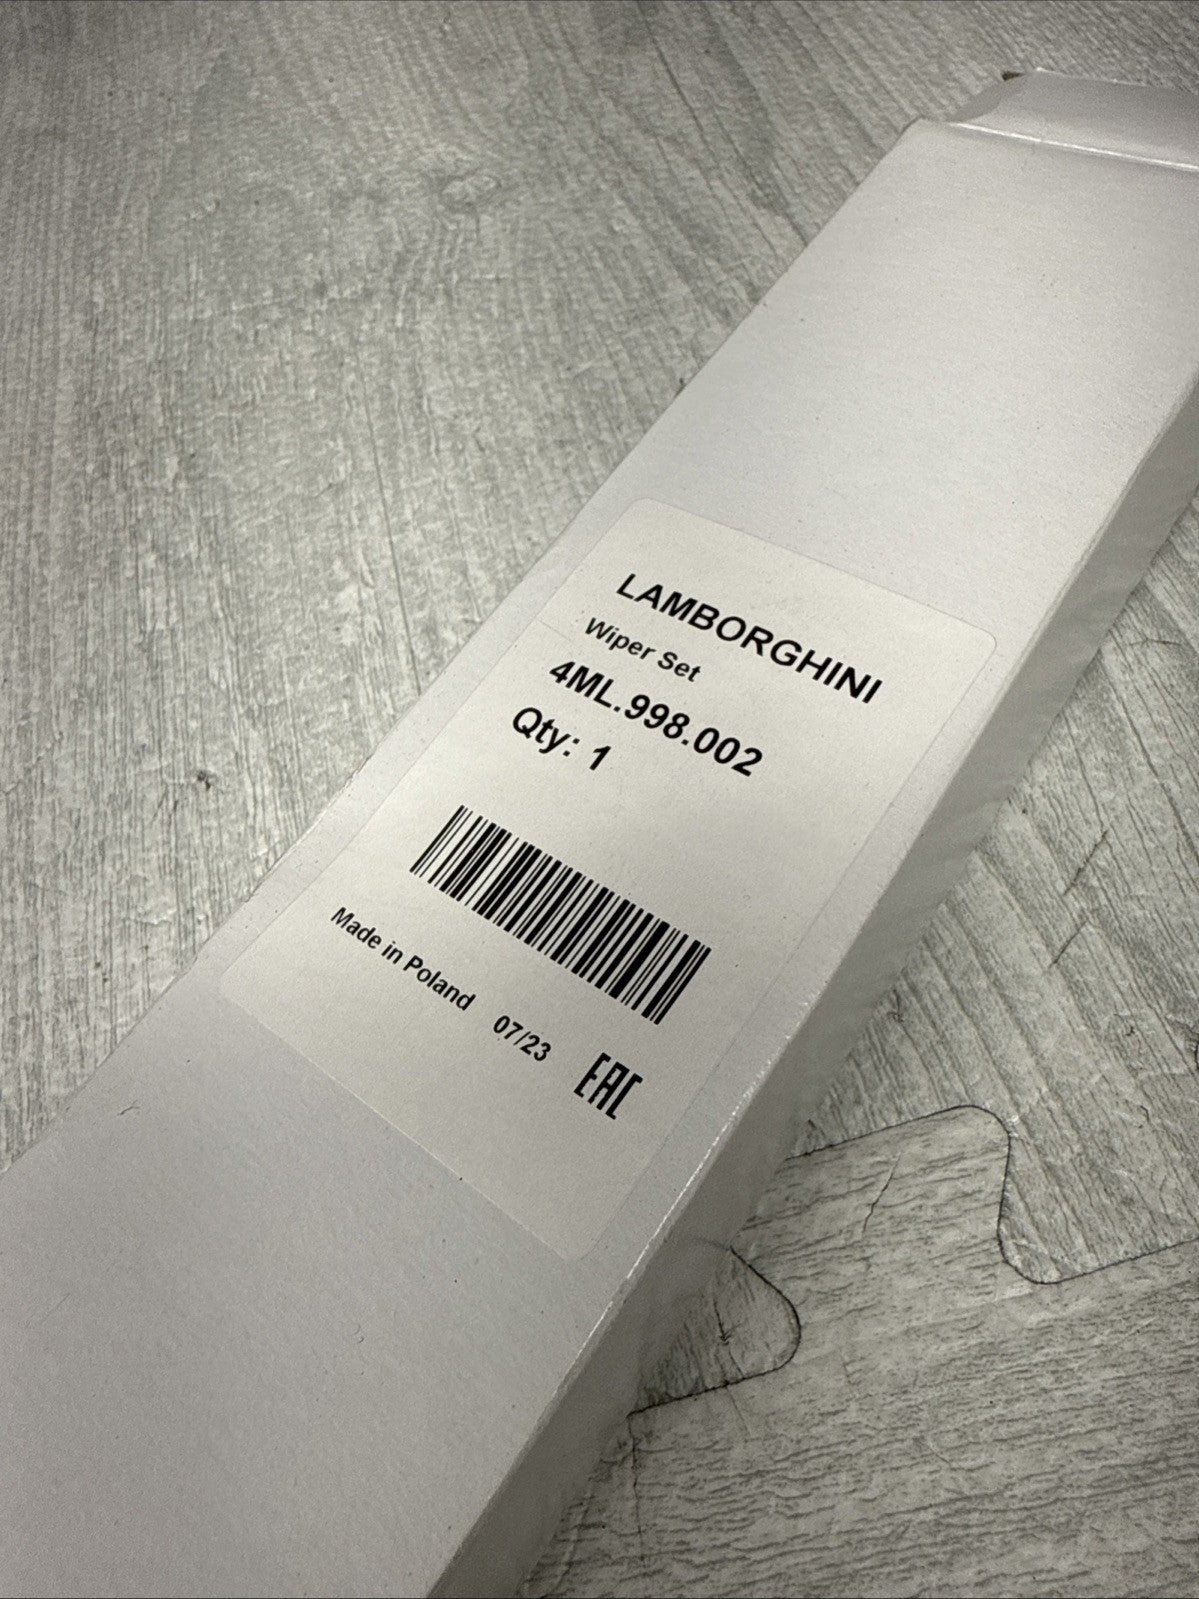 LAMBORGHINI
Wiper Set
4ML.998.002
Qty: 1
Made in Poland 07/23
EAC